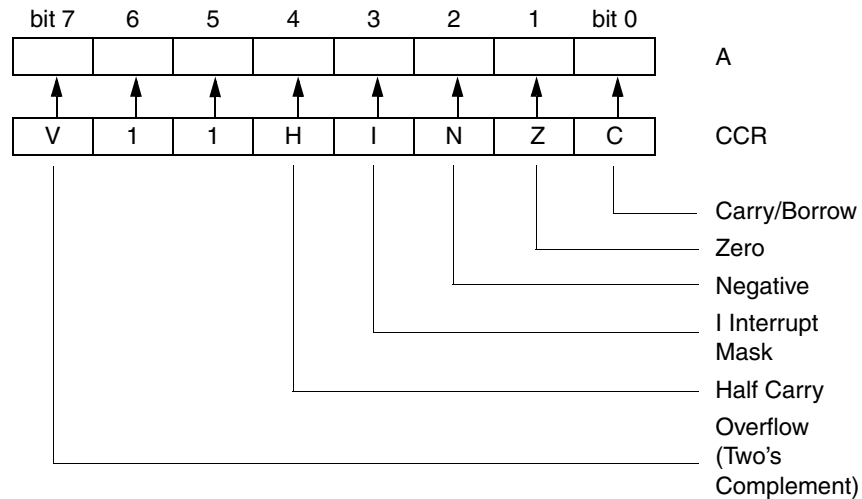 bit 7 6 5 4 3 2 1 bit 0
A
V 1 1 H I N Z C CCR
Carry/Borrow
Zero
Negative
I Interrupt
Mask
Half Carry
Overflow
(Two's
Complement)